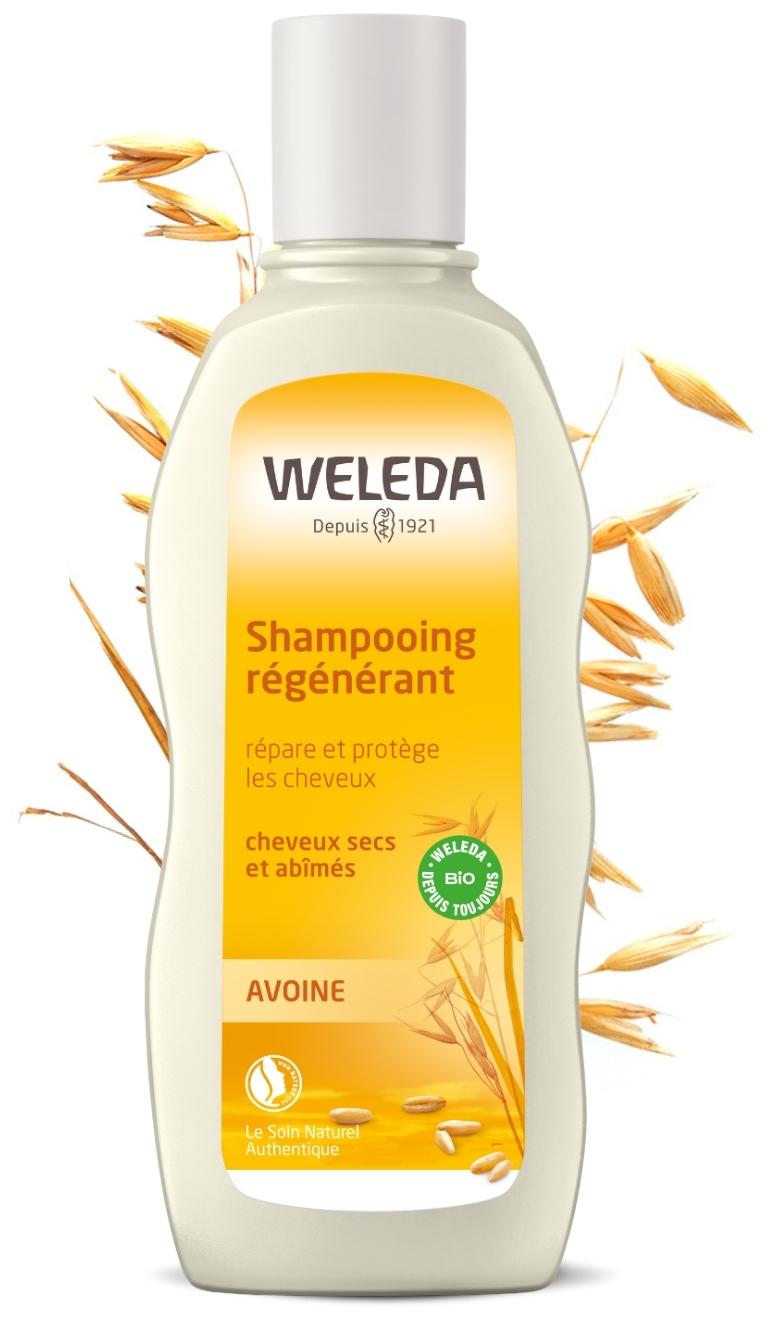 WELEDA
Depuis 1921
Shampooing
régénérant
répare et protège
les cheveux
cheveux secs
et abîmés
WELEDA
BiO
DEPUIS TOUJOURS
AVOINE
Le Soin Naturel
Authentique